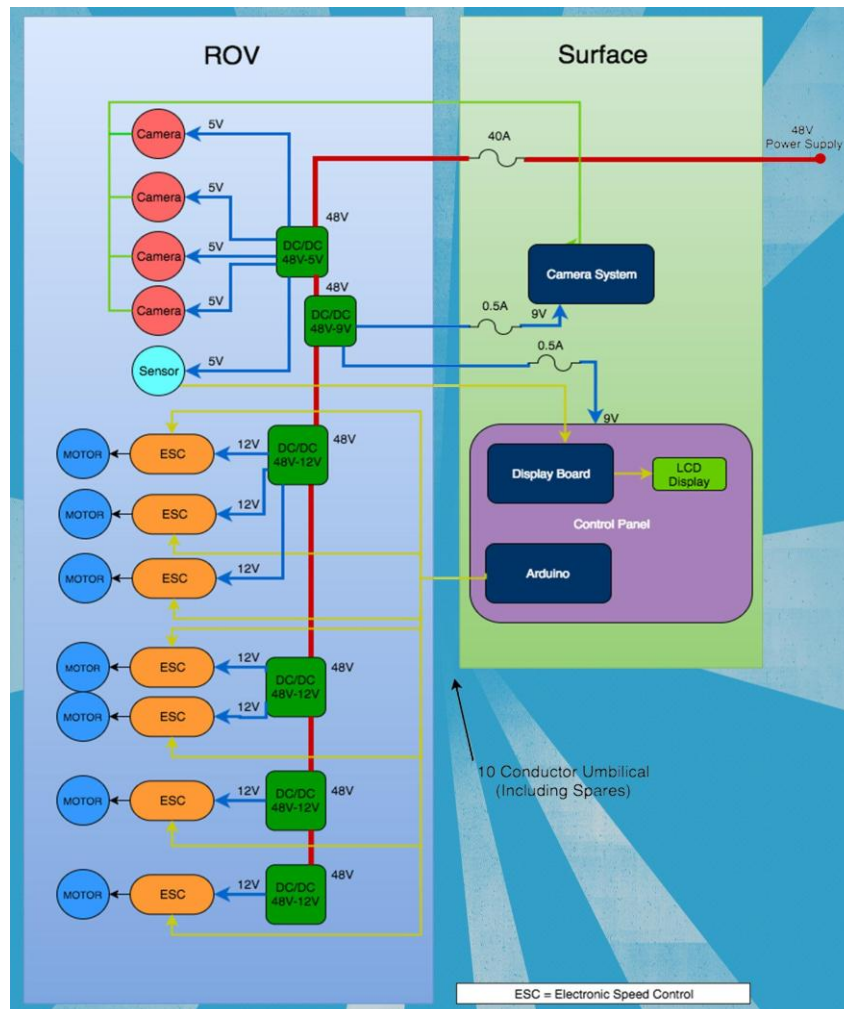 ROV
Surface
40A
48V
Power Supply
Camera
5V
Camera
5V
Camera
5V
Camera
5V
Sensor
5V
48V
DC/DC
48V-5V
48V
DC/DC
48V-9V
Camera System
0.5A
9V
0.5A
9V
MOTOR
ESC
12V
DC/DC
48V-12V
48V
MOTOR
ESC
12V
MOTOR
ESC
12V
Display Board
LCD
Display
Control Panel
Arduino
MOTOR
ESC
12V
DC/DC
48V-12V
48V
MOTOR
ESC
12V
10 Conductor Umbilical
(Including Spares)
MOTOR
ESC
12V
DC/DC
48V-12V
48V
MOTOR
ESC
12V
DC/DC
48V-12V
48V
ESC = Electronic Speed Control